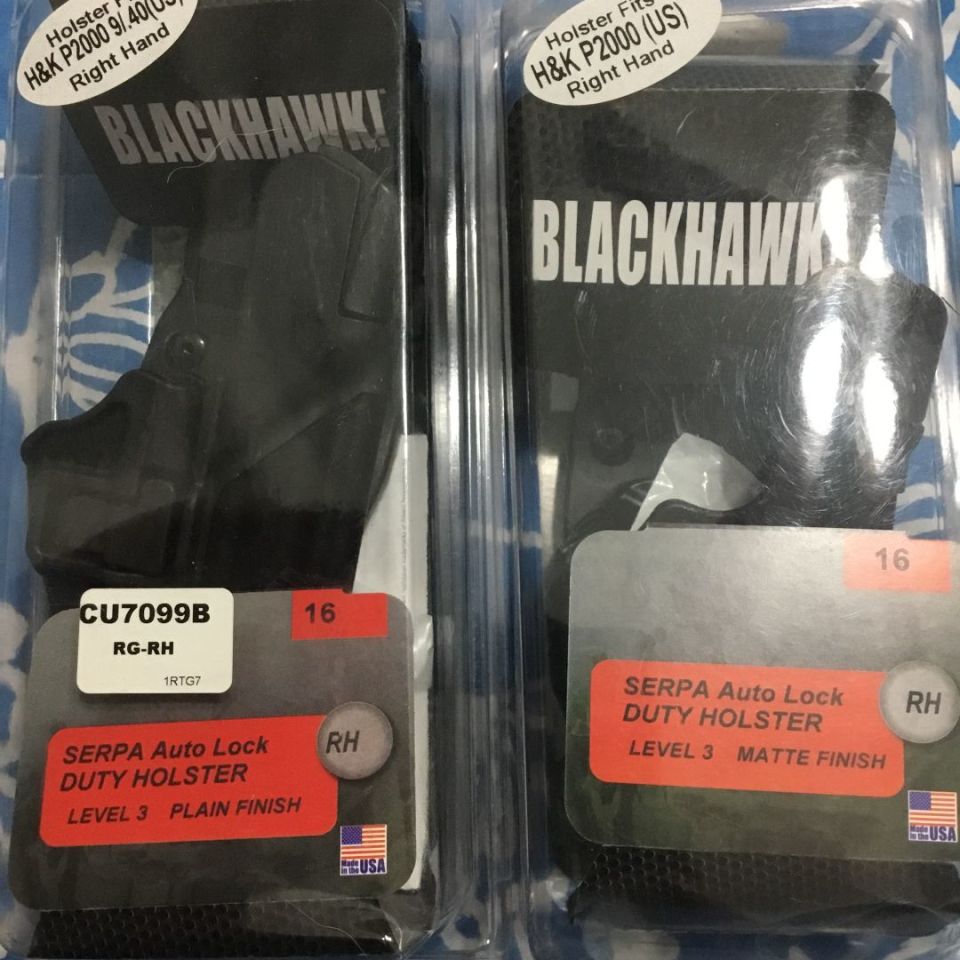 Holster Fits
H&K P2000 9/.40(US)
Right Hand
BLACKHAWK!
CU7099B
RG-RH
1RTG7
16
SERPA Auto Lock
DUTY HOLSTER
LEVEL 3 PLAIN FINISH
RH
Made
in the USA
Holster Fits
H&K P2000 (US)
Right Hand
BLACKHAWK!
16
SERPA Auto Lock
DUTY HOLSTER
LEVEL 3 MATTE FINISH
RH
Made
in the USA